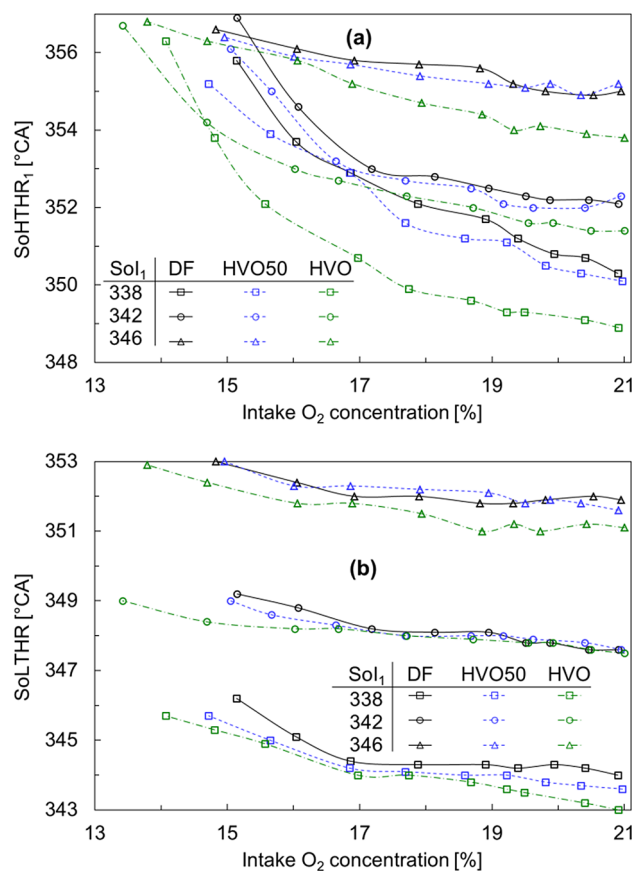 356
354
352
350
348
SoHTHR1 [°CA]
(a)
SoI1 DF HVO50 HVO
338
342
346
13 15 17 19 21
Intake O2 concentration [%]
353
351
349
347
345
343
SoLTHR [°CA]
(b)
SoI1 DF HVO50 HVO
338
342
346
13 15 17 19 21
Intake O2 concentration [%]